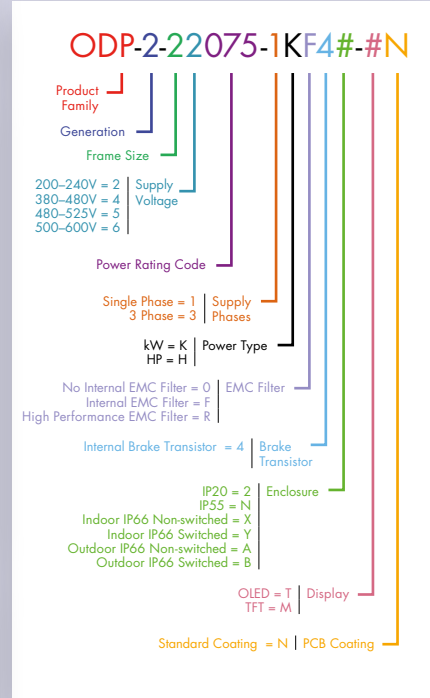 ODP-2-22075-1KF4#-#N
Product
Family
Generation
Frame Size
200–240V = 2 Supply
380–480V = 4 Voltage
480–525V = 5
500–600V = 6
Power Rating Code
Single Phase = 1 Supply
3 Phase = 3 Phases
kW = K Power Type
HP = H
No Internal EMC Filter = 0 EMC Filter
Internal EMC Filter = F
High Performance EMC Filter = R
Internal Brake Transistor = 4 Brake
Transistor
IP20 = 2 Enclosure
IP55 = N
Indoor IP66 Non-switched = X
Indoor IP66 Switched = Y
Outdoor IP66 Non-switched = A
Outdoor IP66 Switched = B
OLED = T Display
TFT = M
Standard Coating = N PCB Coating